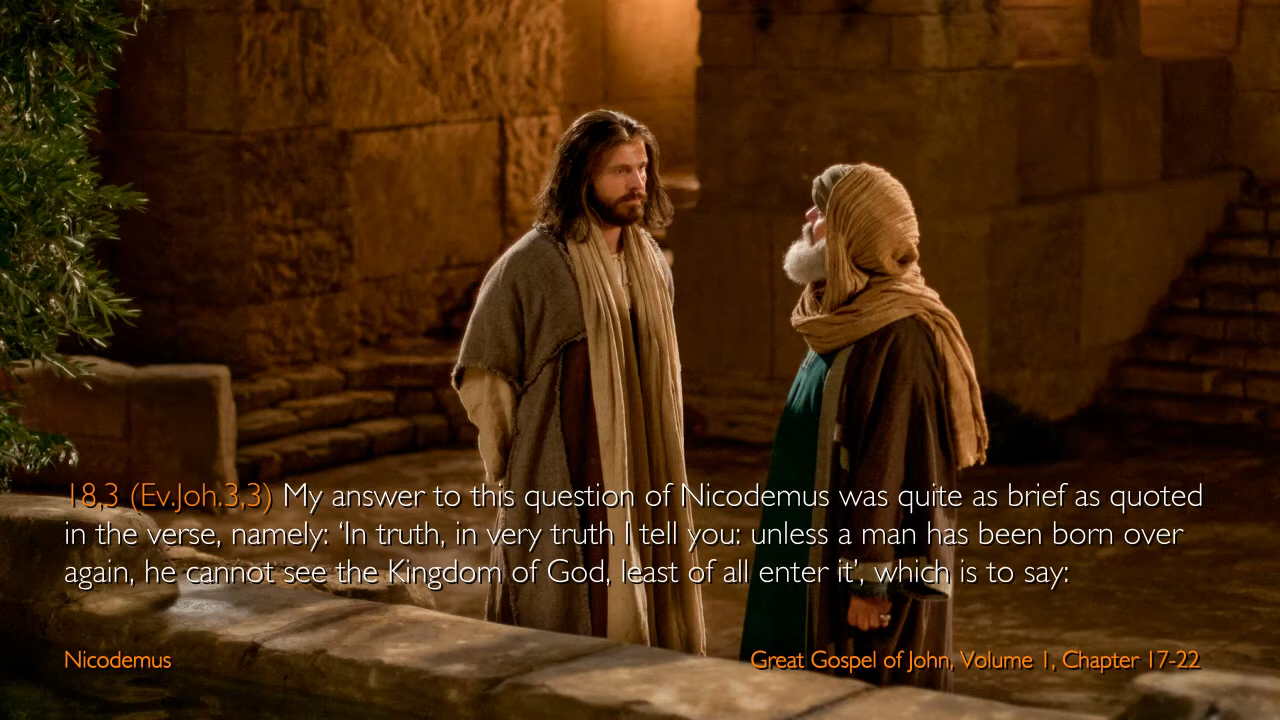 18,3 (Ev.Joh.3,3) My answer to this question of Nicodemus was quite as brief as quoted
in the verse, namely: ‘In truth, in very truth I tell you: unless a man has been born over
again, he cannot see the Kingdom of God, least of all enter it’, which is to say:
Nicodemus
Great Gospel of John, Volume 1, Chapter 17-22